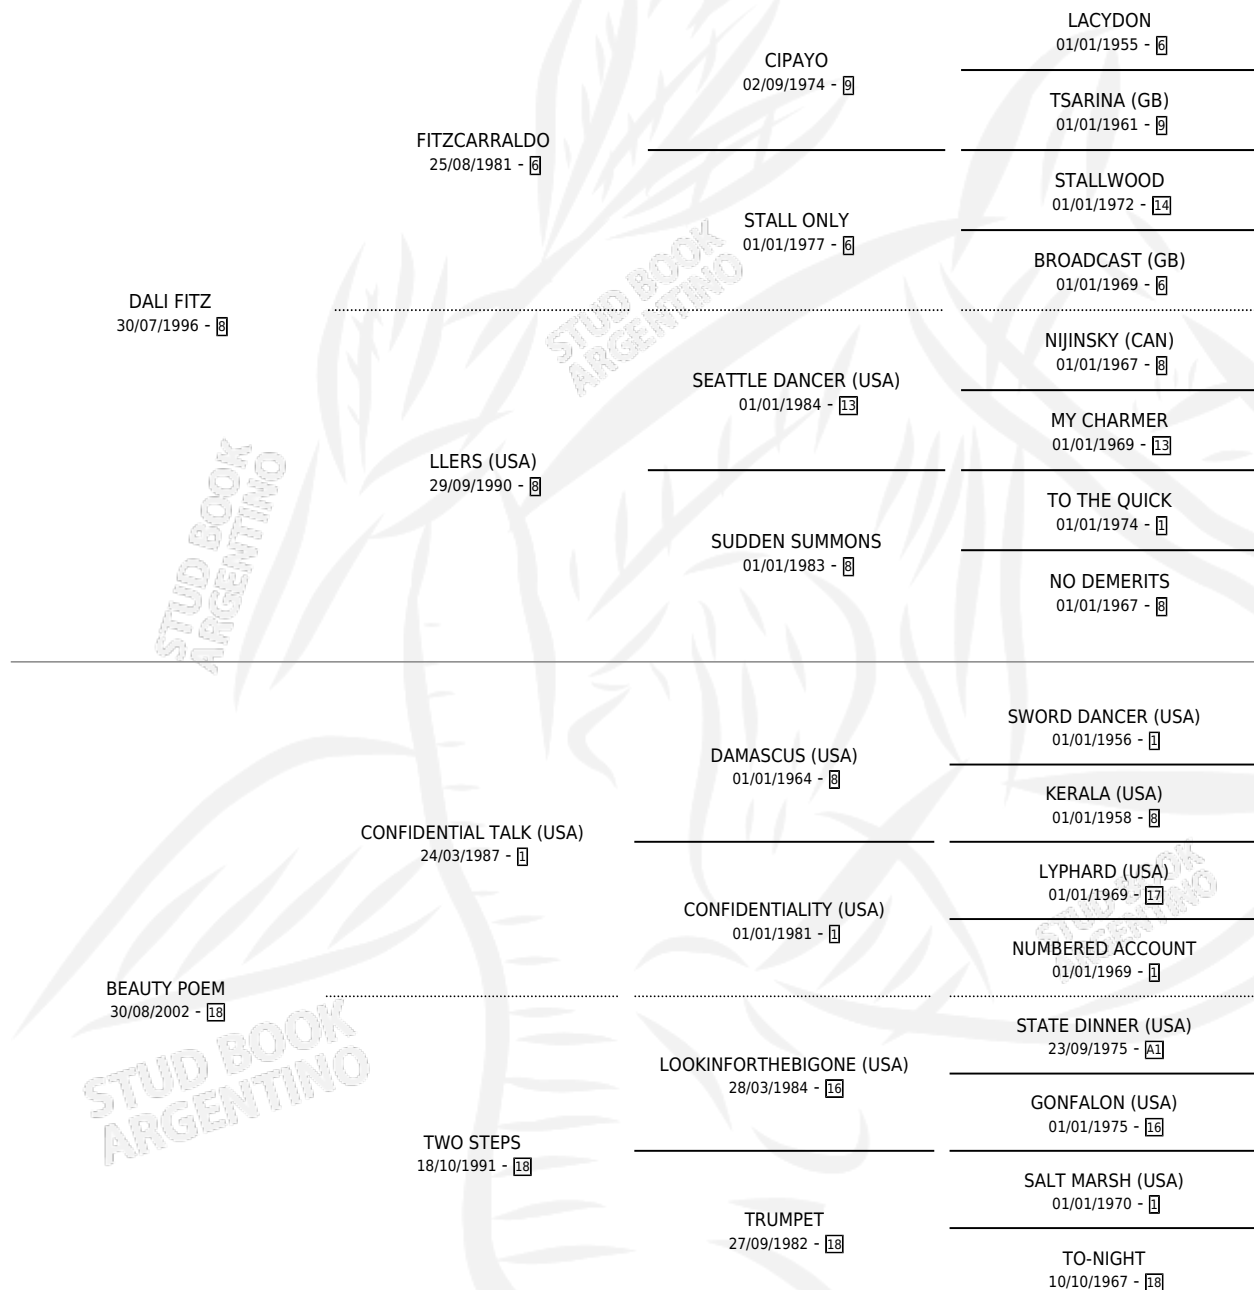 LACYDON
01/01/1955 - 6
CIPAYO
02/09/1974 - 9
TSARINA (GB)
01/01/1961 - 9
FITZCARRALDO
25/08/1981 - 6
STALLWOOD
01/01/1972 - 14
STALL ONLY
01/01/1977 - 6
BROADCAST (GB)
01/01/1969 - 6
DALI FITZ
30/07/1996 - 8
NIJINSKY (CAN)
01/01/1967 - 8
SEATTLE DANCER (USA)
01/01/1984 - 13
MY CHARMER
01/01/1969 - 13
LLERS (USA)
29/09/1990 - 8
TO THE QUICK
01/01/1974 - 1
SUDDEN SUMMONS
01/01/1983 - 8
NO DEMERITS
01/01/1967 - 8
STUD BOOK
ARGENTINO
STUD BOOK
ARGENTINO
SWORD DANCER (USA)
01/01/1956 - 1
DAMASCUS (USA)
01/01/1964 - 8
KERALA (USA)
01/01/1958 - 8
CONFIDENTIAL TALK (USA)
24/03/1987 - 1
LYPHARD (USA)
01/01/1969 - 17
CONFIDENTIALITY (USA)
01/01/1981 - 1
NUMBERED ACCOUNT
01/01/1969 - 1
BEAUTY POEM
30/08/2002 - 18
STATE DINNER (USA)
23/09/1975 - A1
LOOKINFORTHEBIGONE (USA)
28/03/1984 - 16
GONFALON (USA)
01/01/1975 - 16
TWO STEPS
18/10/1991 - 18
SALT MARSH (USA)
01/01/1970 - 1
TRUMPET
27/09/1982 - 18
TO-NIGHT
10/10/1967 - 18
STUD BOOK
ARGENTINO
STUD BOOK
ARGENTINO